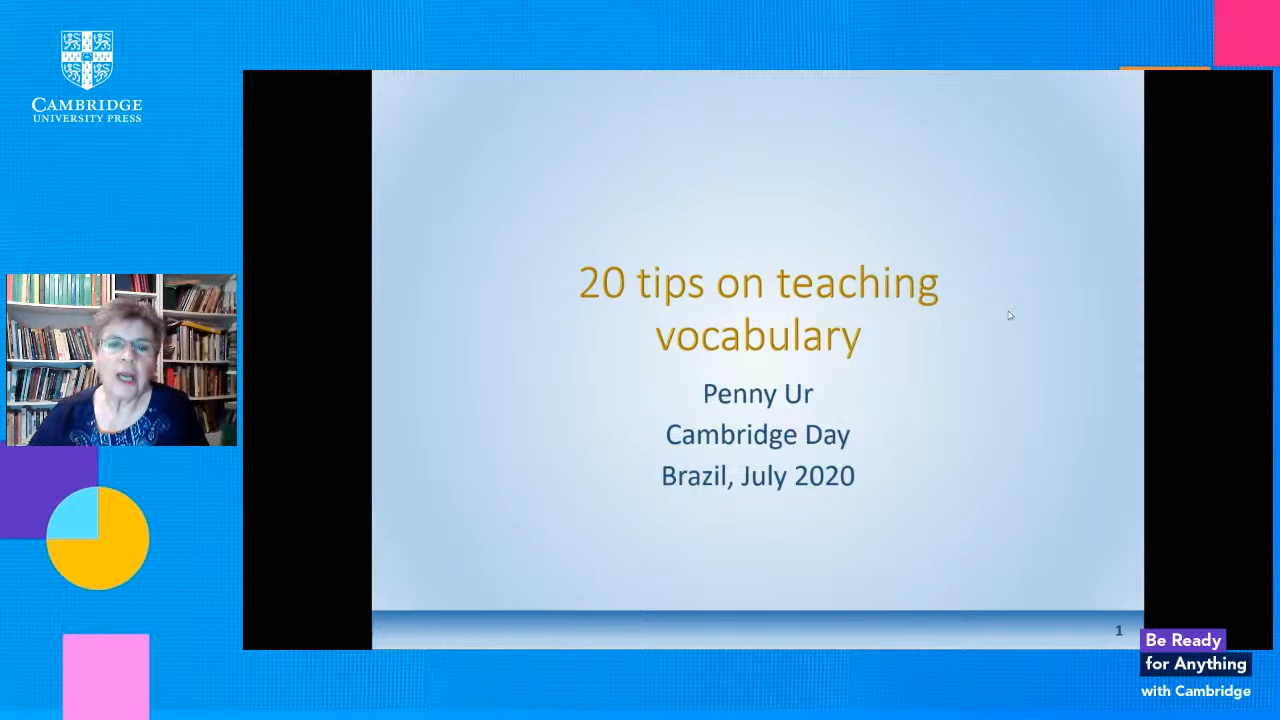 CAMBRIDGE
UNIVERSITY PRESS
20 tips on teaching
vocabulary
Penny Ur
Cambridge Day
Brazil, July 2020
1
Be Ready
for Anything
with Cambridge